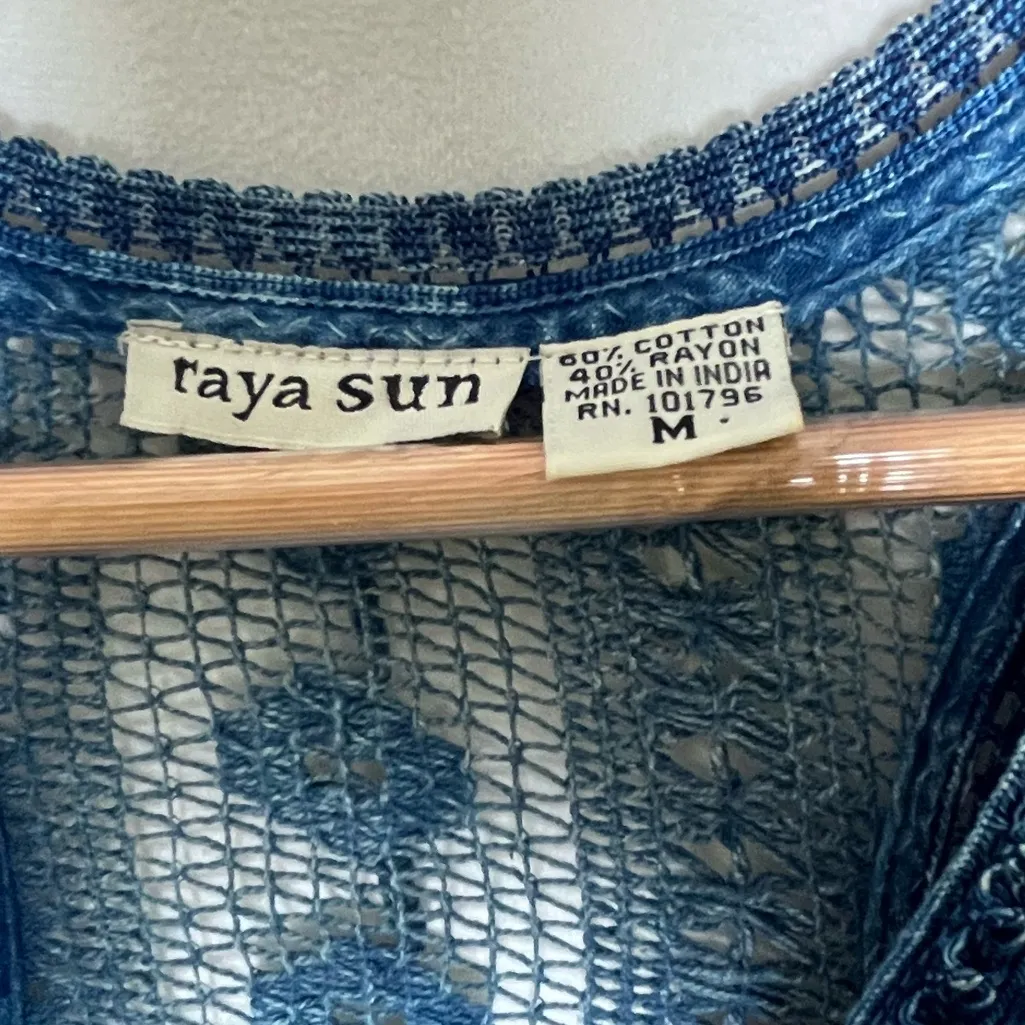 raya sun
60% COTTON
40% RAYON
MADE IN INDIA
RN. 101796
M